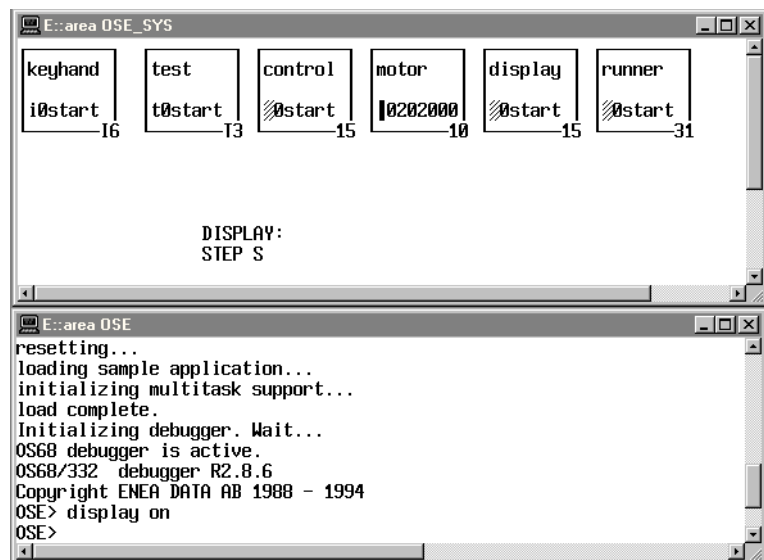 E::area OSE_SYS
keyhand test control motor display runner
i0start t0start 0start 0202000 0start 0start
I6 T3 15 10 15 31
DISPLAY:
STEP S
E::area OSE
resetting...
loading sample application...
initializing multitask support...
load complete.
Initializing debugger. Wait...
OS68 debugger is active.
OS68/332 debugger R2.8.6
Copyright ENEA DATA AB 1988 - 1994
OSE> display on
OSE>